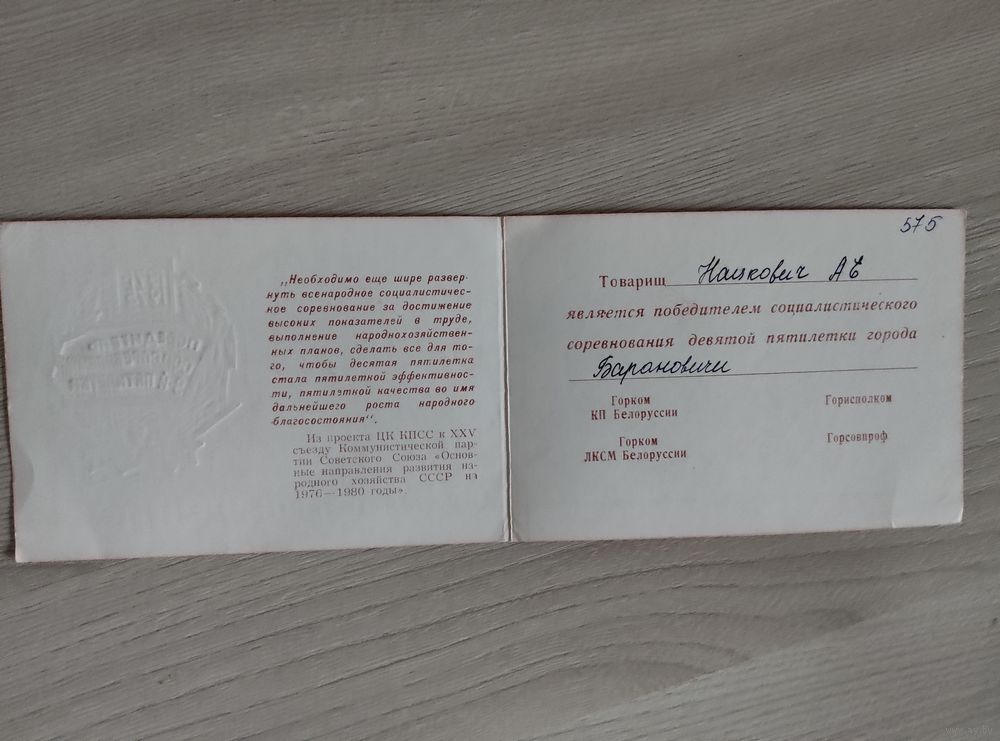 „Необходимо еще шире развер-
нуть всенародное социалистичес-
кое соревнование за достижение
высоких показателей в труде,
выполнение народнохозяйствен-
ных планов, сделать все для то-
го, чтобы десятая пятилетка
стала пятилеткой эффективнос-
ти, пятилеткой качества во имя
дальнейшего роста народного
благосостояния".
Из проекта ЦК КПСС к XXV
съезду Коммунистической пар-
тии Советского Союза «Основ-
ные направления развития на-
родного хозяйства СССР на
1976—1980 годы».
575
Товарищ
является победителем социалистического
соревнования девятой пятилетки города
Барановичи
Горком
КП Белоруссии
Горисполком
Горком
ЛКСМ Белоруссии
Горсовпроф